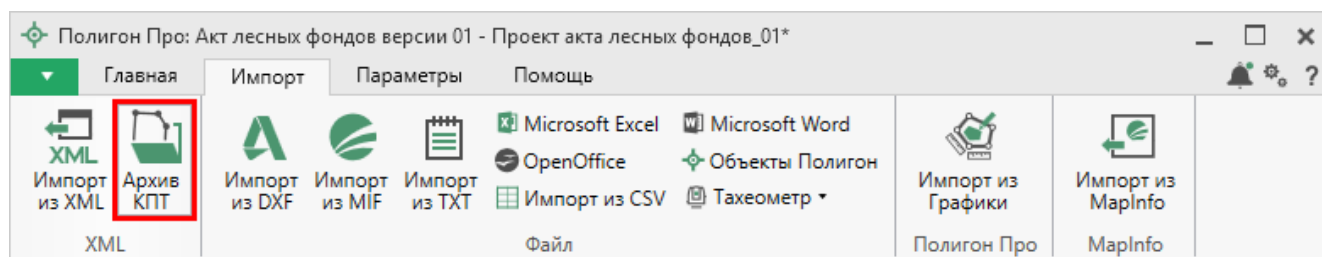 Полигон Про: Акт лесных фондов версии 01 - Проект акта лесных фондов_01*
Главная
Импорт
Параметры
Помощь
?
XML
Импорт
из XML
Архив
КПТ
XML
Импорт
из DXF
Импорт
из MIF
Импорт
из TXT
Microsoft Excel
OpenOffice
Импорт из CSV
Microsoft Word
Объекты Полигон
Тахеометр
Файл
Импорт из
Графики
Полигон Про
Импорт из
MapInfo
MapInfo